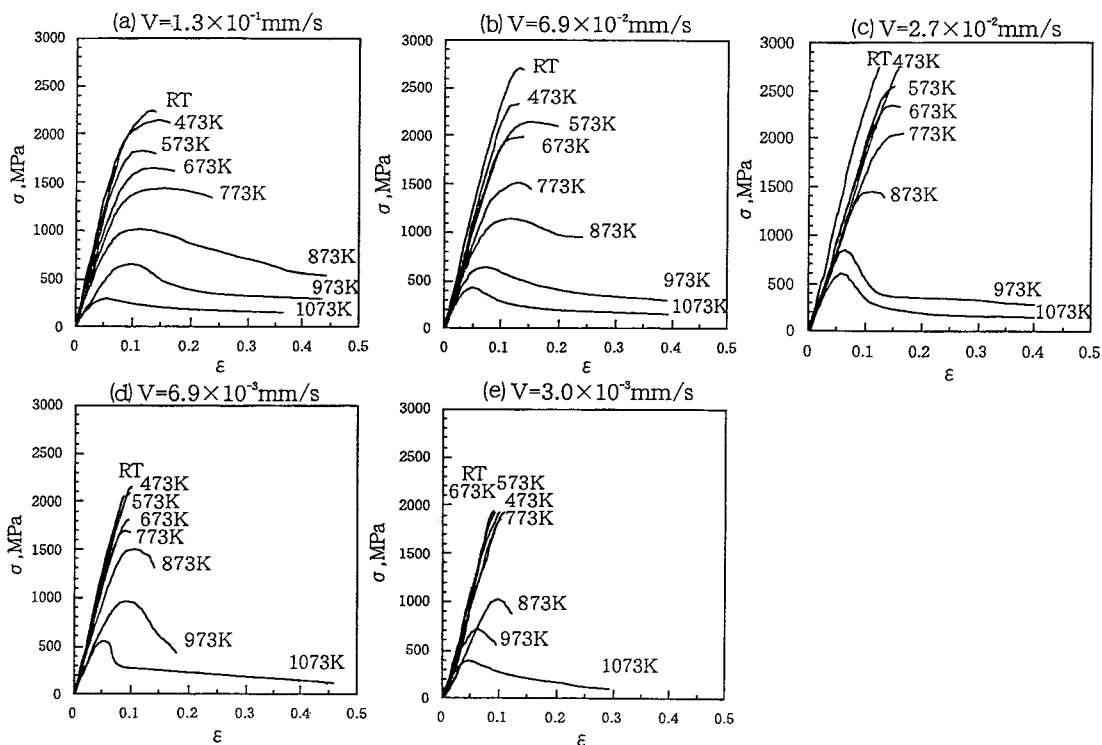 (a) V=1.3×10⁻¹mm/s
3000
2500
2000
1500
1000
500
0
σ ,MPa
RT
473K
573K
673K
773K
873K
973K
1073K
0 0.1 0.2 0.3 0.4 0.5
ε
(b) V=6.9×10⁻²mm/s
3000
2500
2000
1500
1000
500
0
σ ,MPa
RT
473K
573K
673K
773K
873K
973K
1073K
0 0.1 0.2 0.3 0.4 0.5
ε
(c) V=2.7×10⁻²mm/s
3000
2500
2000
1500
1000
500
0
σ ,MPa
RT 473K
573K
673K
773K
873K
973K
1073K
0 0.1 0.2 0.3 0.4 0.5
ε
(d) V=6.9×10⁻³mm/s
3000
2500
2000
1500
1000
500
0
σ ,MPa
RT
473K
573K
673K
773K
873K
973K
1073K
0 0.1 0.2 0.3 0.4 0.5
ε
(e) V=3.0×10⁻³mm/s
3000
2500
2000
1500
1000
500
0
σ ,MPa
RT 573K
673K 473K
773K
873K
973K
1073K
0 0.1 0.2 0.3 0.4 0.5
ε